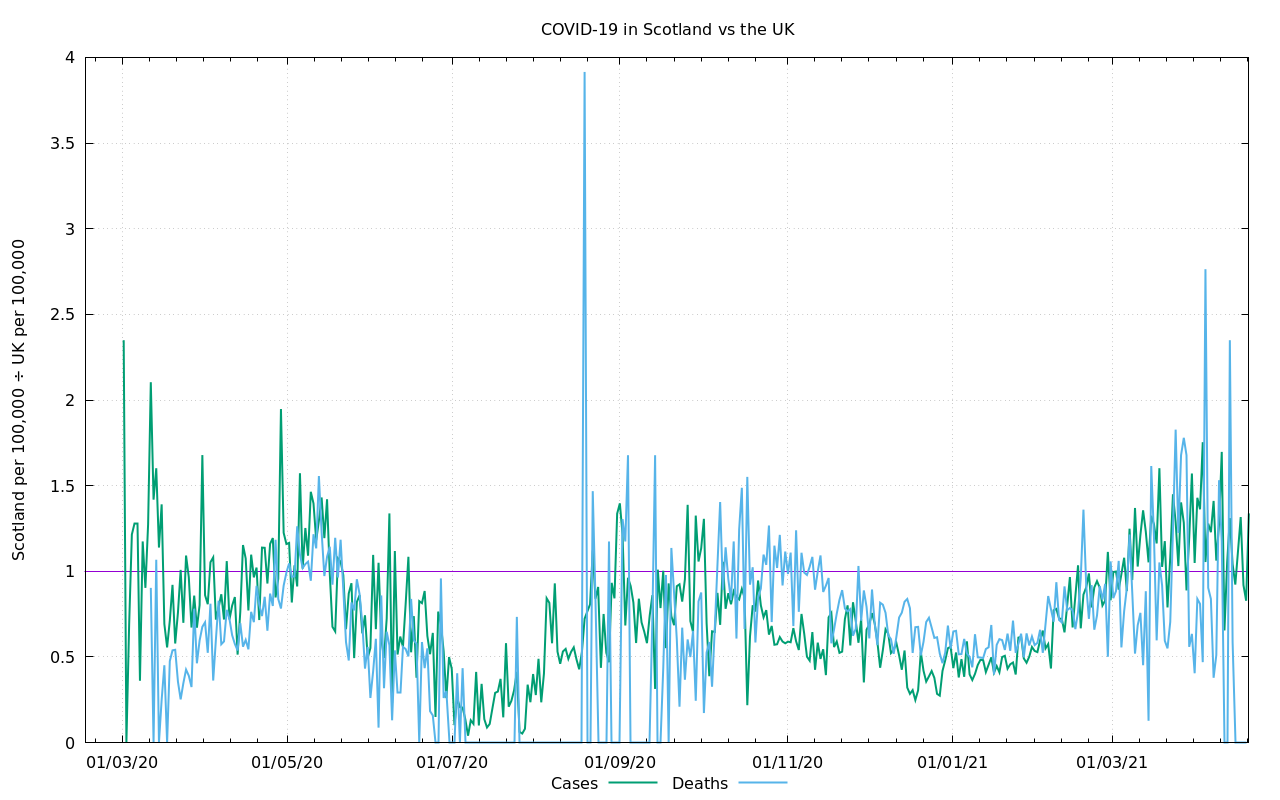 COVID-19 in Scotland vs the UK
Scotland per 100,000 ÷ UK per 100,000
4
3.5
3
2.5
2
1.5
1
0.5
0
01/03/20 01/05/20 01/07/20 01/09/20 01/11/20 01/01/21 01/03/21
Cases Deaths